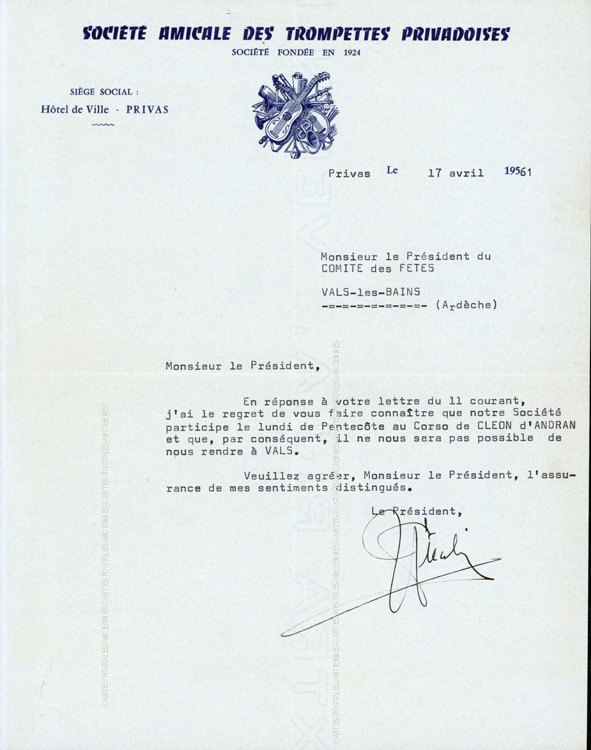 SOCIÉTÉ AMICALE DES TROMPETTES PRIVADOISES
SOCIÉTÉ FONDÉE EN 1924
SIÈGE SOCIAL :
Hôtel de Ville - PRIVAS
Privas Le 17 avril 19561
Monsieur le Président du
COMITE des FETES
VALS-les-BAINS
-=-=-=-=-=-=- (Ardèche)
Monsieur le Président,
En réponse à votre lettre du 11 courant,
j'ai le regret de vous faire connaître que notre Société
participe le lundi de Pentecôte au Corso de CLEON d'ANDRAN
et que, par conséquent, il ne nous sera pas possible de
nous rendre à VALS.
Veuillez agréer, Monsieur le Président, l'assu-
rance de mes sentiments distingués.
Le Président,